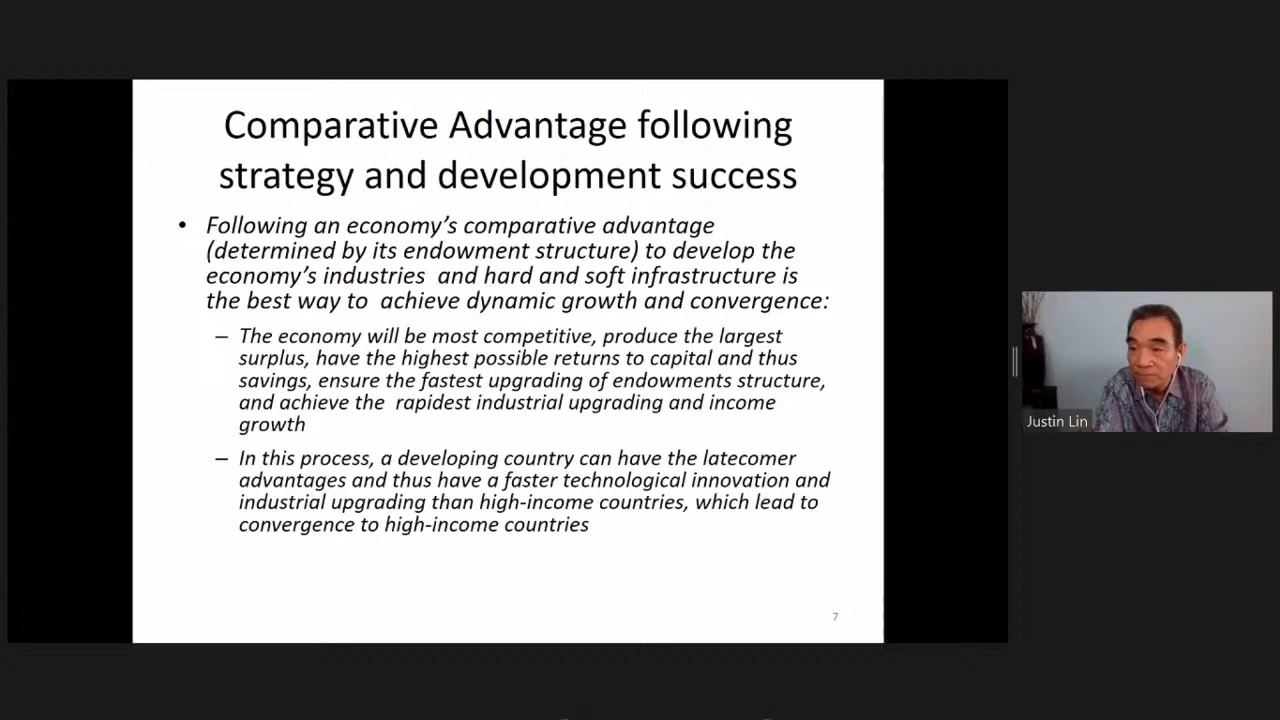 Comparative Advantage following
strategy and development success
• Following an economy's comparative advantage
(determined by its endowment structure) to develop the
economy's industries and hard and soft infrastructure is
the best way to achieve dynamic growth and convergence:
– The economy will be most competitive, produce the largest
surplus, have the highest possible returns to capital and thus
savings, ensure the fastest upgrading of endowments structure,
and achieve the rapidest industrial upgrading and income
growth
– In this process, a developing country can have the latecomer
advantages and thus have a faster technological innovation and
industrial upgrading than high-income countries, which lead to
convergence to high-income countries
7
Justin Lin